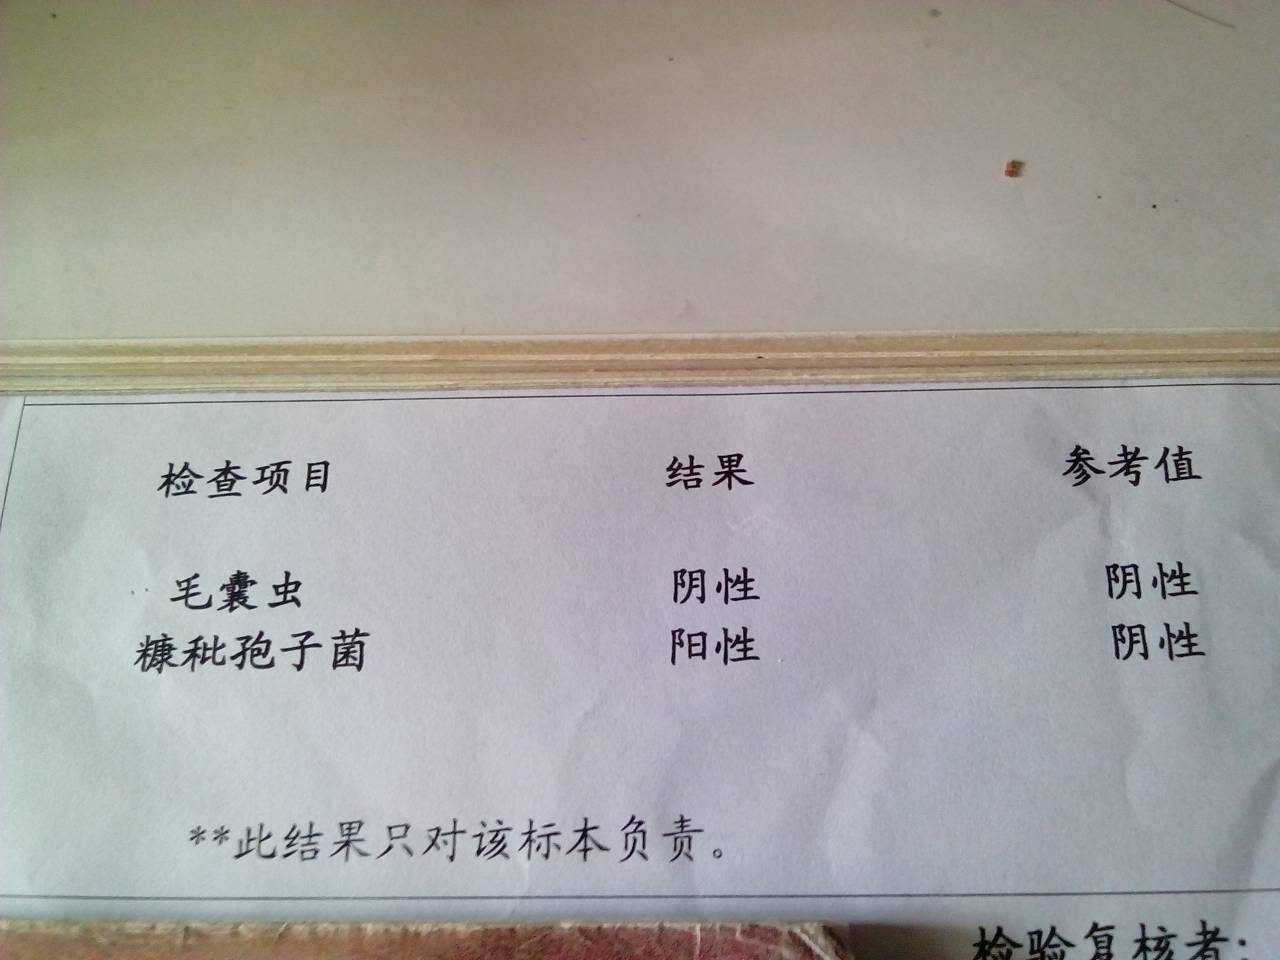 检查项目 结果 参考值
毛囊虫 阴性 阴性
糠秕孢子菌 阳性 阴性
**此结果只对该标本负责。
检验复核者: